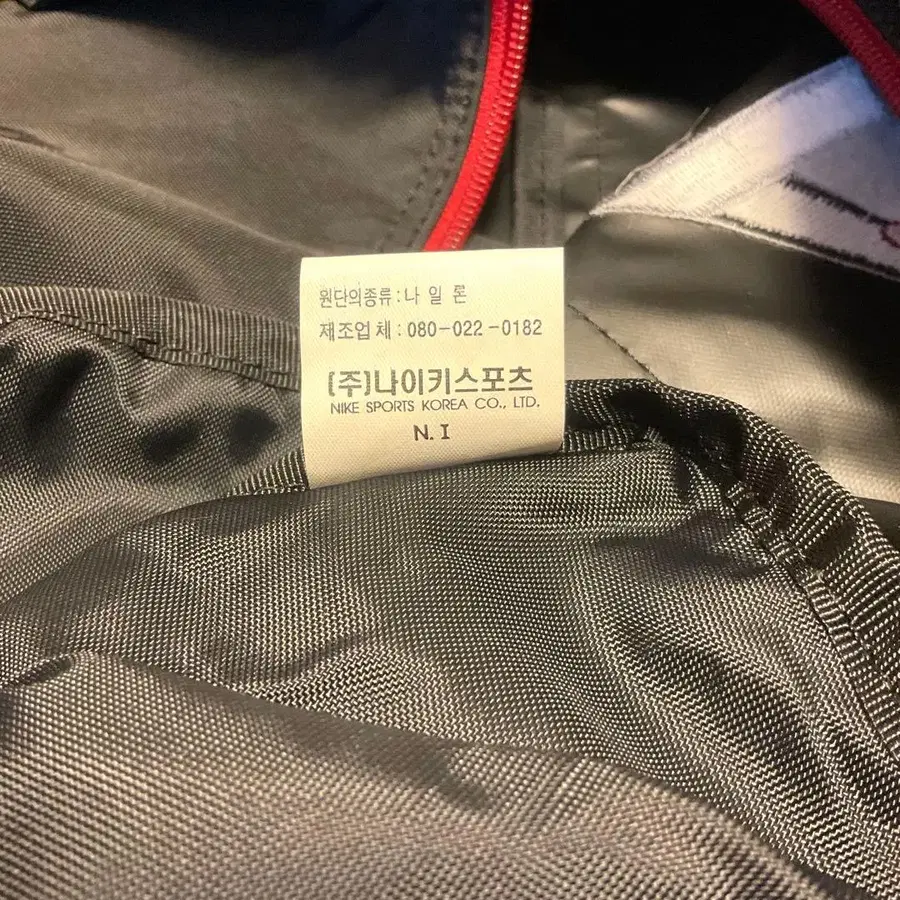 원단의종류 : 나 일 론
재조업 체 : 080-022-0182
(주)나이키스포츠
NIKE SPORTS KOREA CO., LTD.
N. I